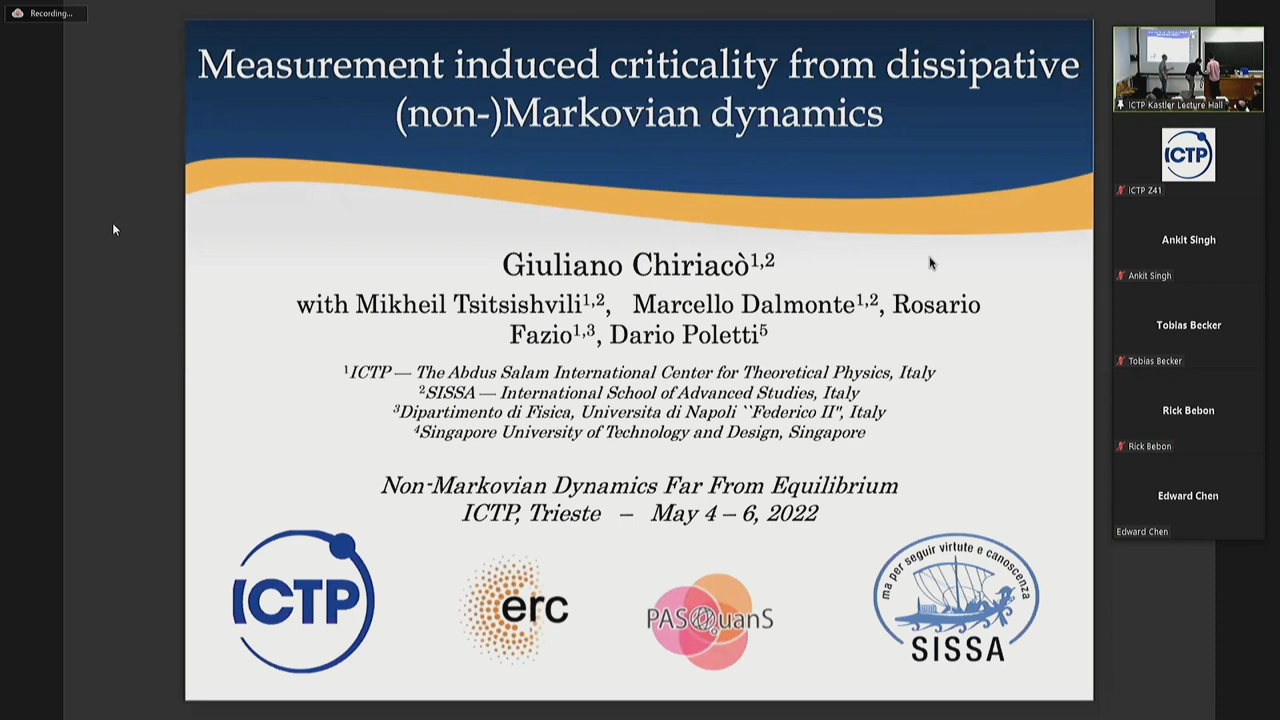 Recording...
Measurement induced criticality from dissipative
(non-)Markovian dynamics
Giuliano Chiriacò¹,²
with Mikheil Tsitsishvili¹,², Marcello Dalmonte¹,², Rosario
Fazio¹,³, Dario Poletti⁵
¹ICTP — The Abdus Salam International Center for Theoretical Physics, Italy
²SISSA — International School of Advanced Studies, Italy
³Dipartimento di Fisica, Universita di Napoli ``Federico II", Italy
⁴Singapore University of Technology and Design, Singapore
Non-Markovian Dynamics Far From Equilibrium
ICTP, Trieste – May 4 – 6, 2022
ICTP
erc
PASQuanS
ma per seguir virtute e canoscenza
SISSA
ICTP Kastler Lecture Hall
ICTP
ICTP Z41
Ankit Singh
Ankit Singh
Tobias Becker
Tobias Becker
Rick Bebon
Rick Bebon
Edward Chen
Edward Chen